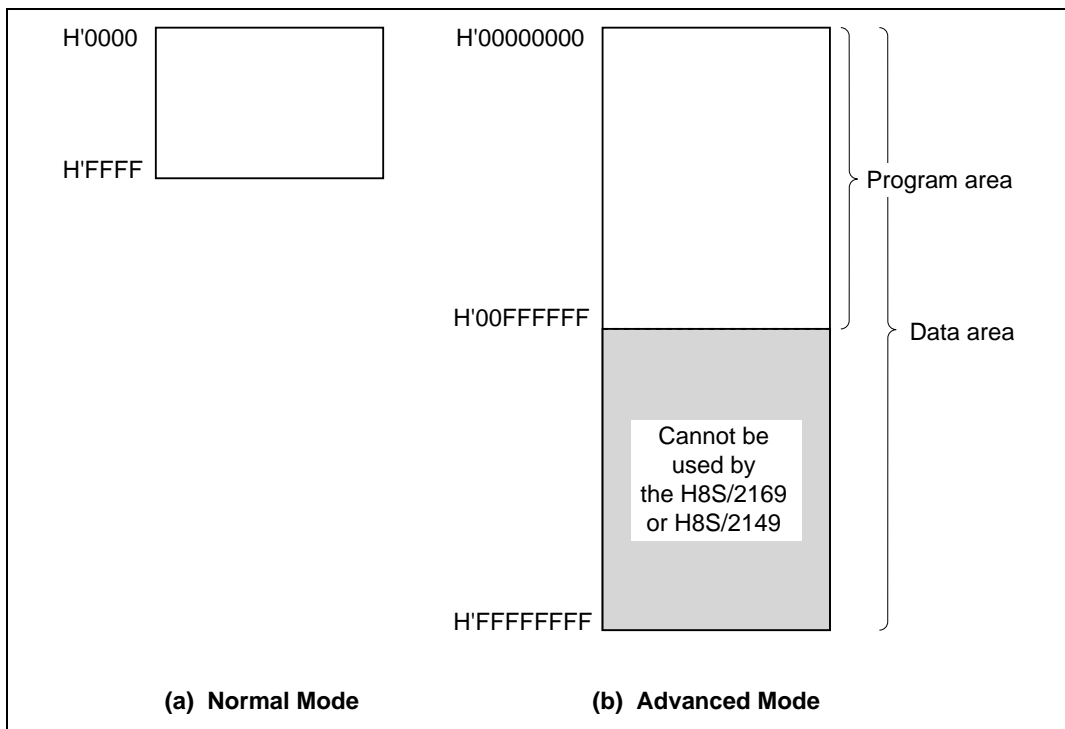 H'0000
H'FFFF
H'00000000
H'00FFFFFF
H'FFFFFFFF
Program area
Data area
Cannot be
used by
the H8S/2169
or H8S/2149
(a) Normal Mode
(b) Advanced Mode